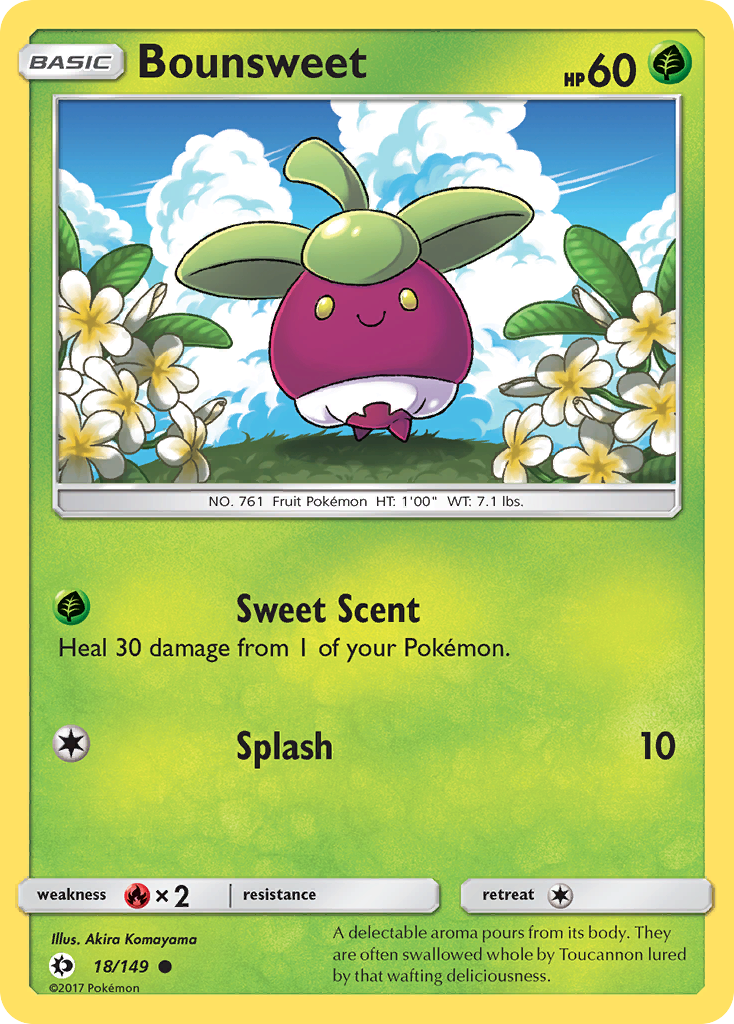 BASIC Bounsweet HP60
NO. 761 Fruit Pokémon HT: 1'00" WT: 7.1 lbs.
Sweet Scent
Heal 30 damage from 1 of your Pokémon.
Splash 10
weakness × 2 resistance retreat
Illus. Akira Komayama
18/149
©2017 Pokémon
A delectable aroma pours from its body. They
are often swallowed whole by Toucannon lured
by that wafting deliciousness.